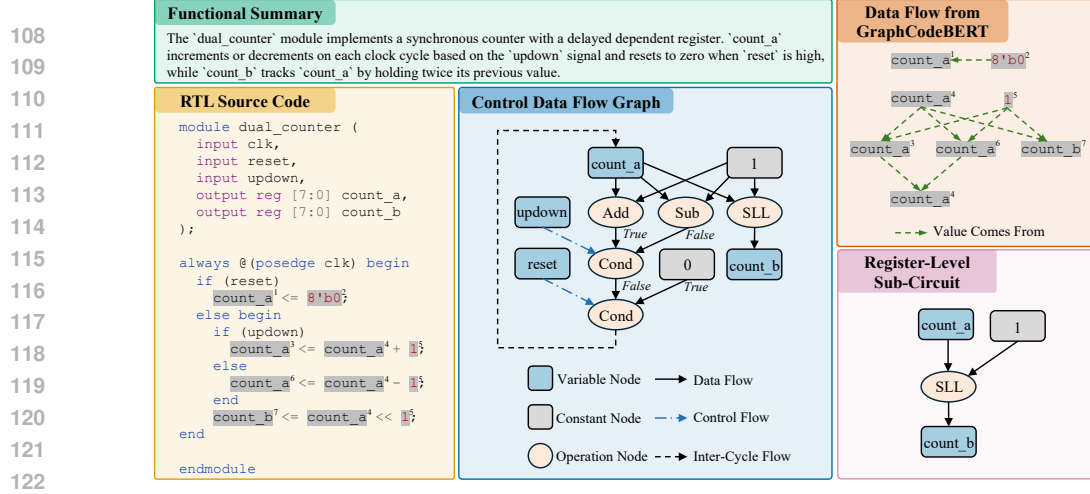 108
109
110
111
112
113
114
115
116
117
118
119
120
121
122
Functional Summary
The `dual_counter` module implements a synchronous counter with a delayed dependent register. `count_a`
increments or decrements on each clock cycle based on the `updown` signal and resets to zero when `reset` is high,
while `count_b` tracks `count_a` by holding twice its previous value.
RTL Source Code
module dual_counter (
input clk,
input reset,
input updown,
output reg [7:0] count_a,
output reg [7:0] count_b
);
always @(posedge clk) begin
if (reset)
count_a¹ <= 8'b0²;
else begin
if (updown)
count_a³ <= count_a⁴ + 1⁵;
else
count_a⁶ <= count_a⁴ - 1⁵;
end
count_b⁷ <= count_a⁴ << 1⁵;
end
endmodule
Control Data Flow Graph
count_a
1
updown
Add
Sub
SLL
True
False
reset
Cond
0
count_b
False
True
Cond
Variable Node
Data Flow
Constant Node
Control Flow
Operation Node
Inter-Cycle Flow
Data Flow from
GraphCodeBERT
count_a¹
8'b0²
count_a⁴
1⁵
count_a³
count_a⁶
count_b⁷
count_a⁴
Value Comes From
Register-Level
Sub-Circuit
count_a
1
SLL
count_b